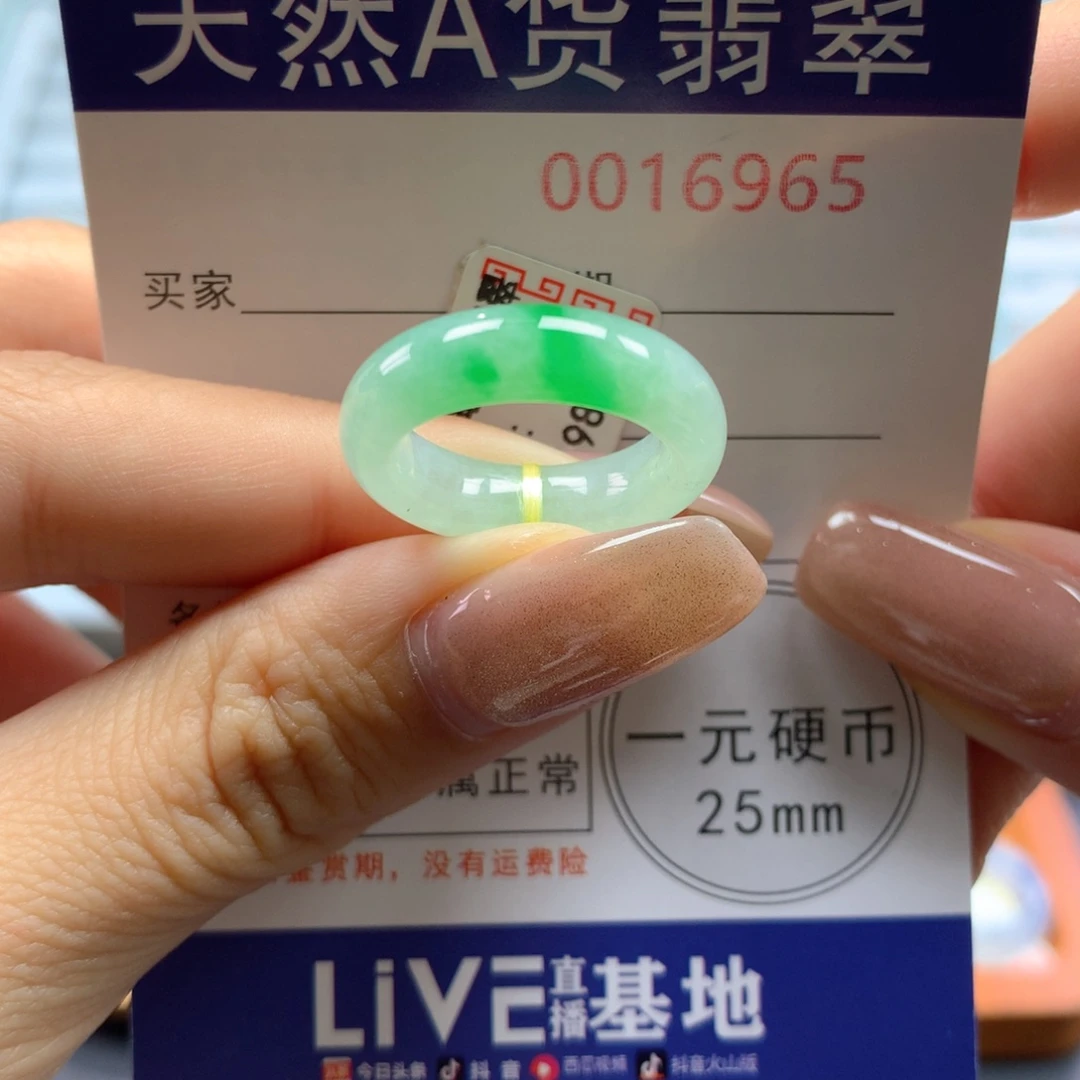 天然A货翡翠
0016965
买家
98
属正常
鉴赏期，没有运费险
一元硬币
25mm
LiVE直播基地
今日头条 抖音 西瓜视频 抖音火山版